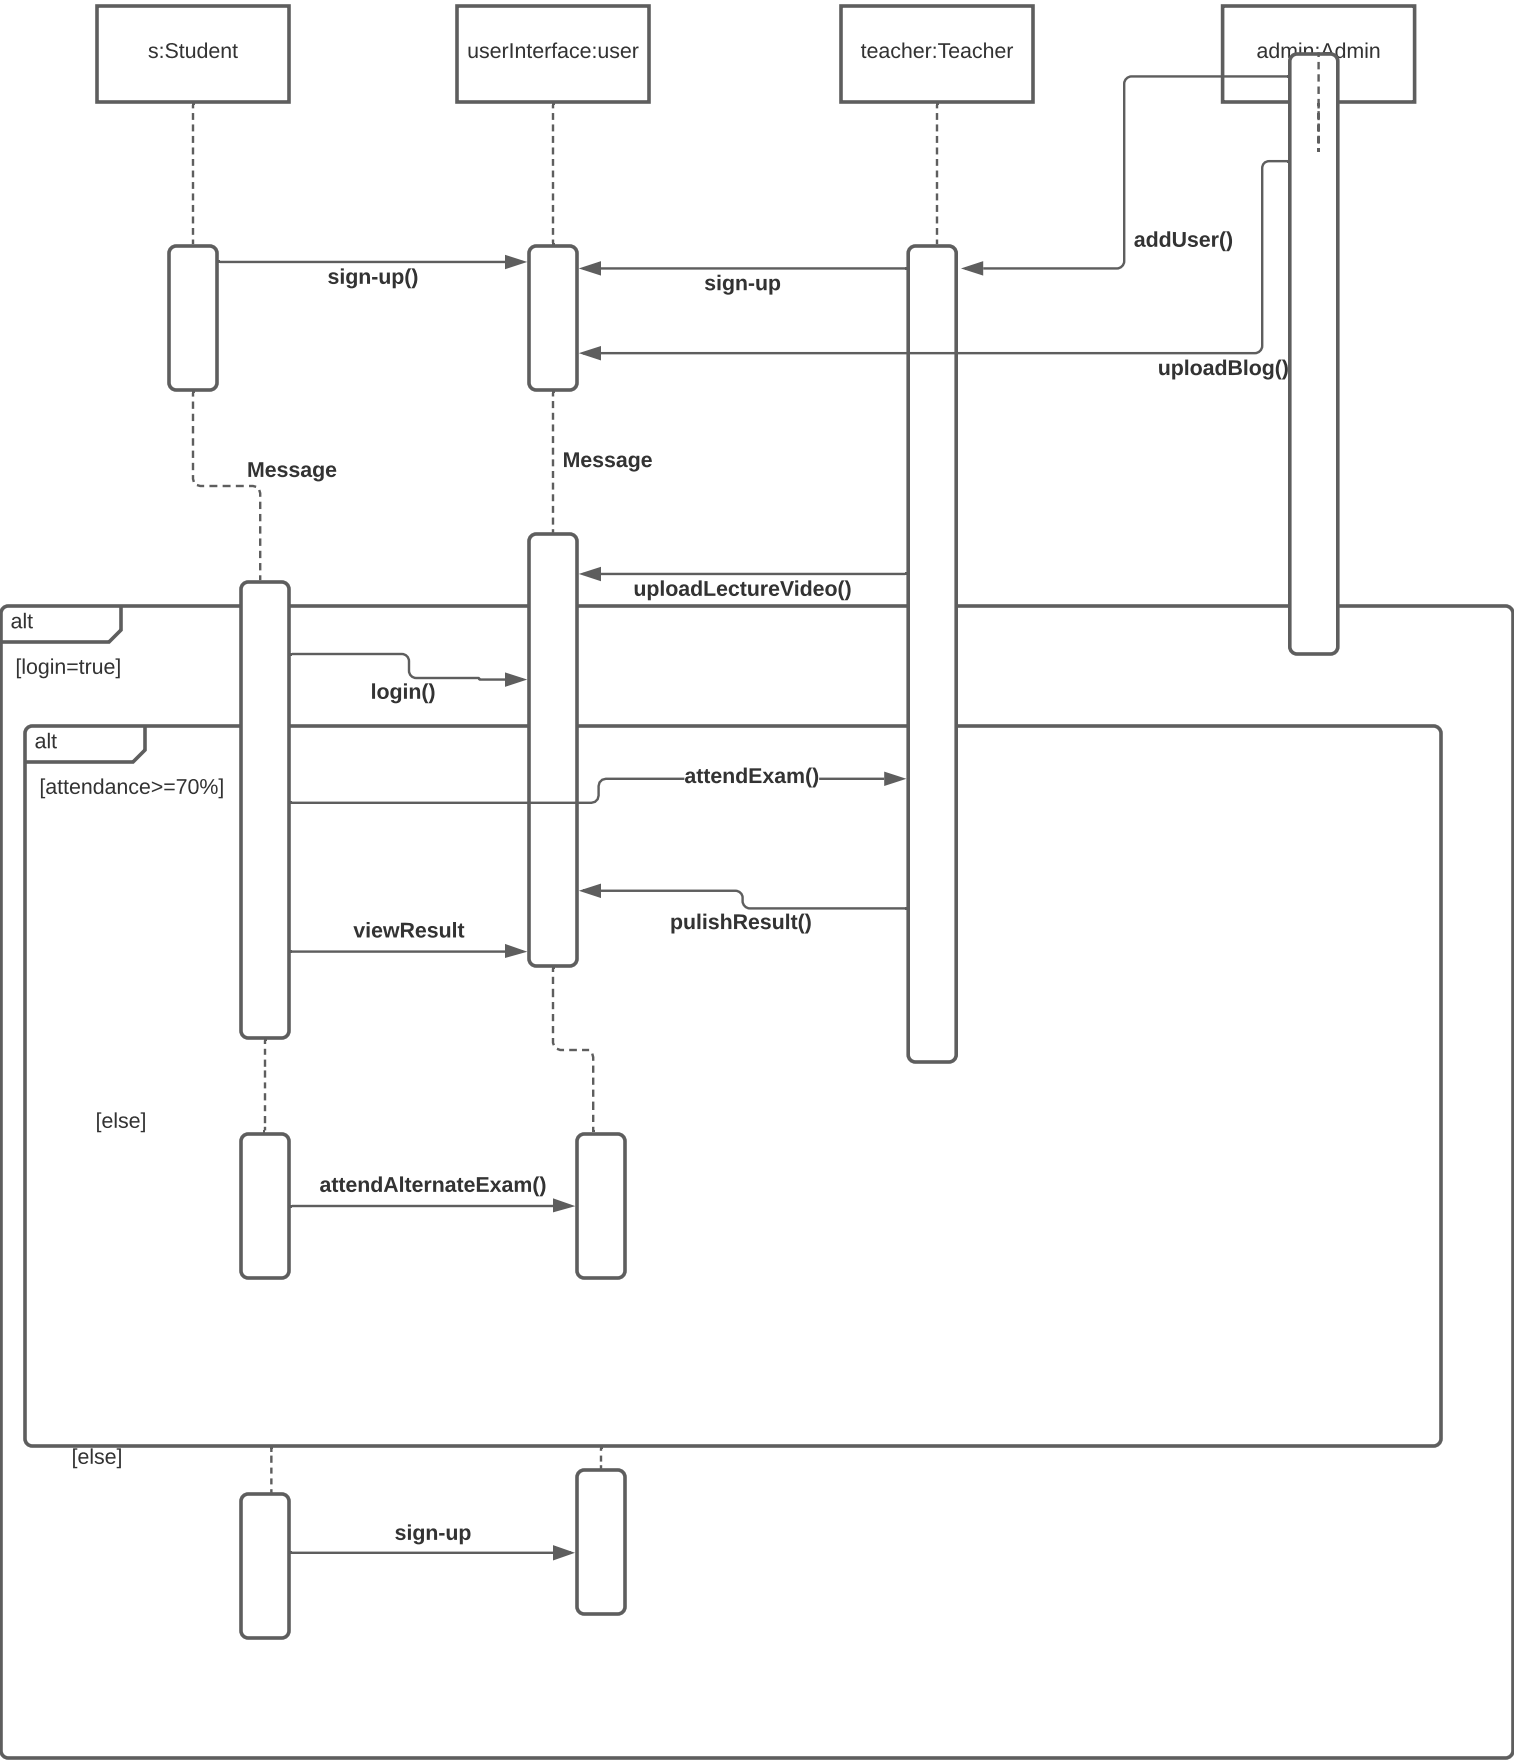 s:Student
userInterface:user
teacher:Teacher
admin:Admin
addUser()
sign-up()
sign-up
uploadBlog()
Message
Message
uploadLectureVideo()
alt
[login=true]
login()
alt
[attendance>=70%]
attendExam()
pulishResult()
viewResult
[else]
attendAlternateExam()
[else]
sign-up